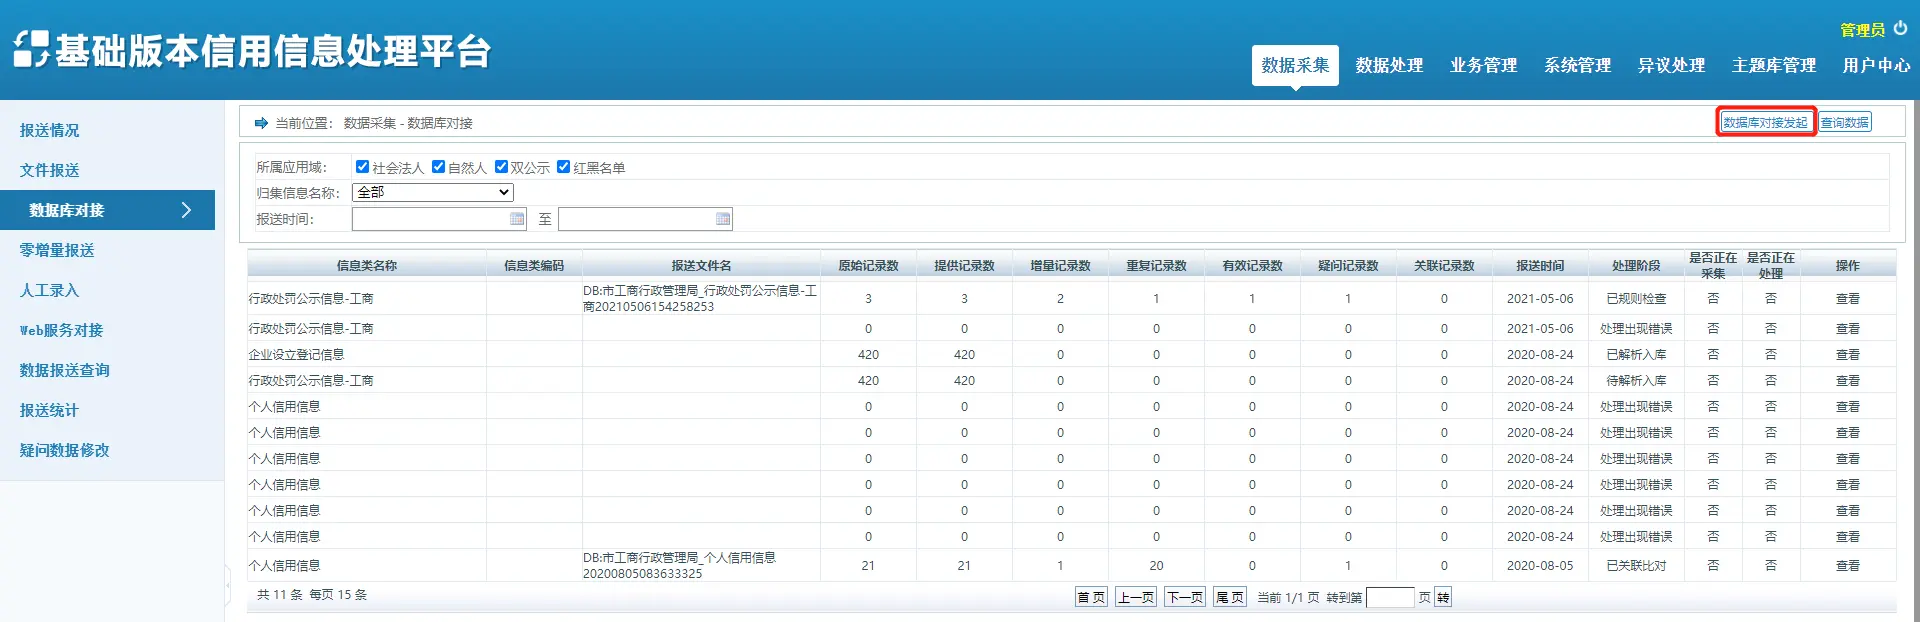 基础版本信用信息处理平台
管理员
数据采集 数据处理 业务管理 系统管理 异议处理 主题库管理 用户中心
报送情况
文件报送
数据库对接
零增量报送
人工录入
Web服务对接
数据报送查询
报送统计
疑问数据修改
当前位置: 数据采集 - 数据库对接 数据库对接发起 查询数据
所属应用域: 社会法人 自然人 双公示 红黑名单
归集信息名称: 全部
报送时间: 至
信息类名称 信息类编码 报送文件名 原始记录数 提供记录数 增量记录数 重复记录数 有效记录数 疑问记录数 关联记录数 报送时间 处理阶段 是否正在采集 是否正在处理 操作
行政处罚公示信息-工商 DB:市工商行政管理局_行政处罚公示信息-工商20210506154258253 3 3 2 1 1 1 0 2021-05-06 已规则检查 否 否 查看
行政处罚公示信息-工商 0 0 0 0 0 0 0 2021-05-06 处理出现错误 否 否 查看
企业设立登记信息 420 420 0 0 0 0 0 2020-08-24 已解析入库 否 否 查看
行政处罚公示信息-工商 420 420 0 0 0 0 0 2020-08-24 待解析入库 否 否 查看
个人信用信息 0 0 0 0 0 0 0 2020-08-24 处理出现错误 否 否 查看
个人信用信息 0 0 0 0 0 0 0 2020-08-24 处理出现错误 否 否 查看
个人信用信息 0 0 0 0 0 0 0 2020-08-24 处理出现错误 否 否 查看
个人信用信息 0 0 0 0 0 0 0 2020-08-24 处理出现错误 否 否 查看
个人信用信息 0 0 0 0 0 0 0 2020-08-24 处理出现错误 否 否 查看
个人信用信息 0 0 0 0 0 0 0 2020-08-24 处理出现错误 否 否 查看
个人信用信息 DB:市工商行政管理局_个人信用信息20200805083633325 21 21 1 20 0 1 0 2020-08-05 已关联比对 否 否 查看
共 11 条 每页 15 条 首 页 上一页 下一页 尾 页 当前 1/1 页 转到第 页 转